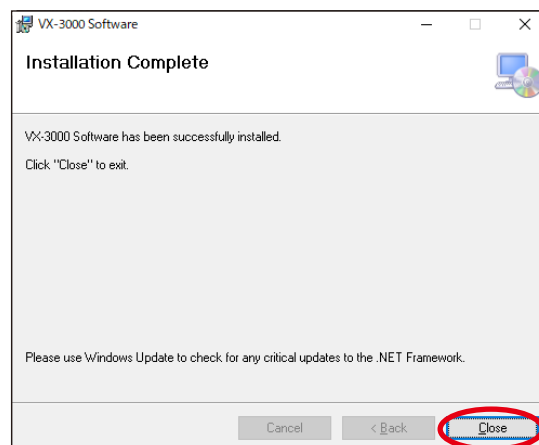 VX-3000 Software
Installation Complete
VX-3000 Software has been successfully installed.
Click "Close" to exit.
Please use Windows Update to check for any critical updates to the .NET Framework.
Cancel
< Back
Close